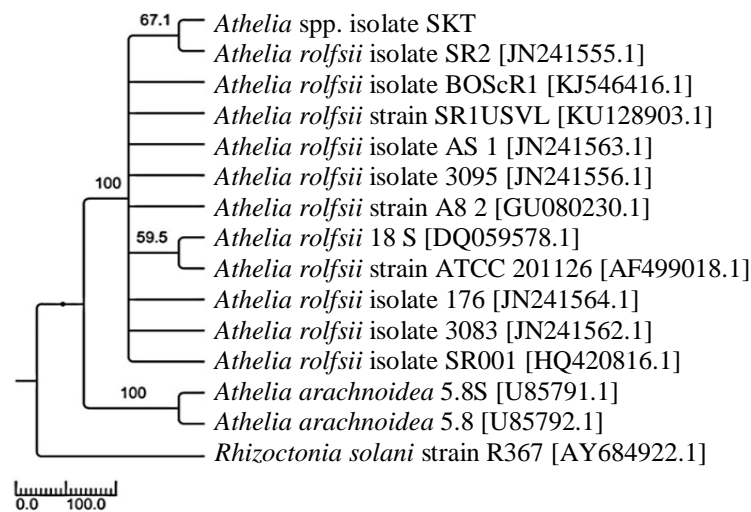 67.1
Athelia spp. isolate SKT
Athelia rolfsii isolate SR2 [JN241555.1]
Athelia rolfsii isolate BOScR1 [KJ546416.1]
Athelia rolfsii strain SR1USVL [KU128903.1]
Athelia rolfsii isolate AS 1 [JN241563.1]
100
Athelia rolfsii isolate 3095 [JN241556.1]
Athelia rolfsii strain A8 2 [GU080230.1]
59.5
Athelia rolfsii 18 S [DQ059578.1]
Athelia rolfsii strain ATCC 201126 [AF499018.1]
Athelia rolfsii isolate 176 [JN241564.1]
Athelia rolfsii isolate 3083 [JN241562.1]
Athelia rolfsii isolate SR001 [HQ420816.1]
100
Athelia arachnoidea 5.8S [U85791.1]
Athelia arachnoidea 5.8 [U85792.1]
Rhizoctonia solani strain R367 [AY684922.1]
0.0 100.0